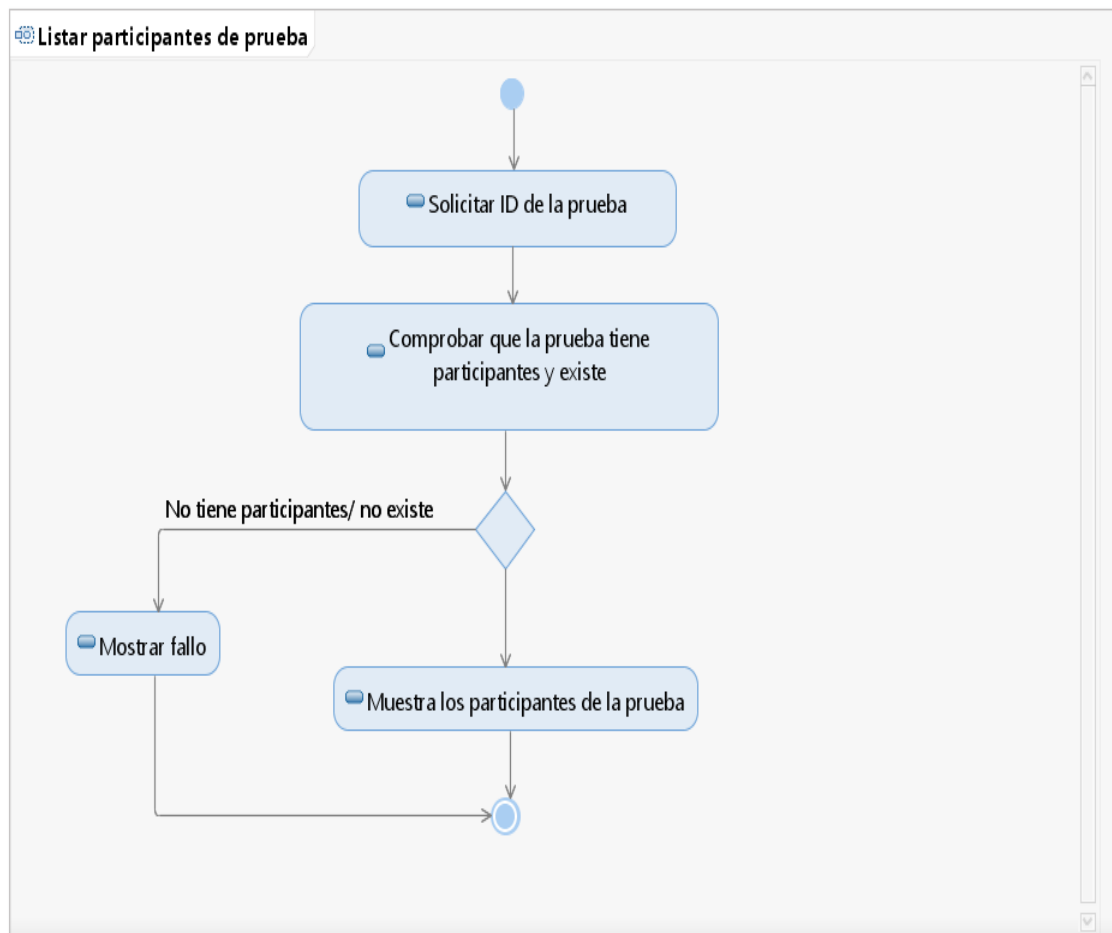 Listar participantes de prueba
Solicitar ID de la prueba
Comprobar que la prueba tiene
participantes y existe
No tiene participantes/ no existe
Mostrar fallo
Muestra los participantes de la prueba